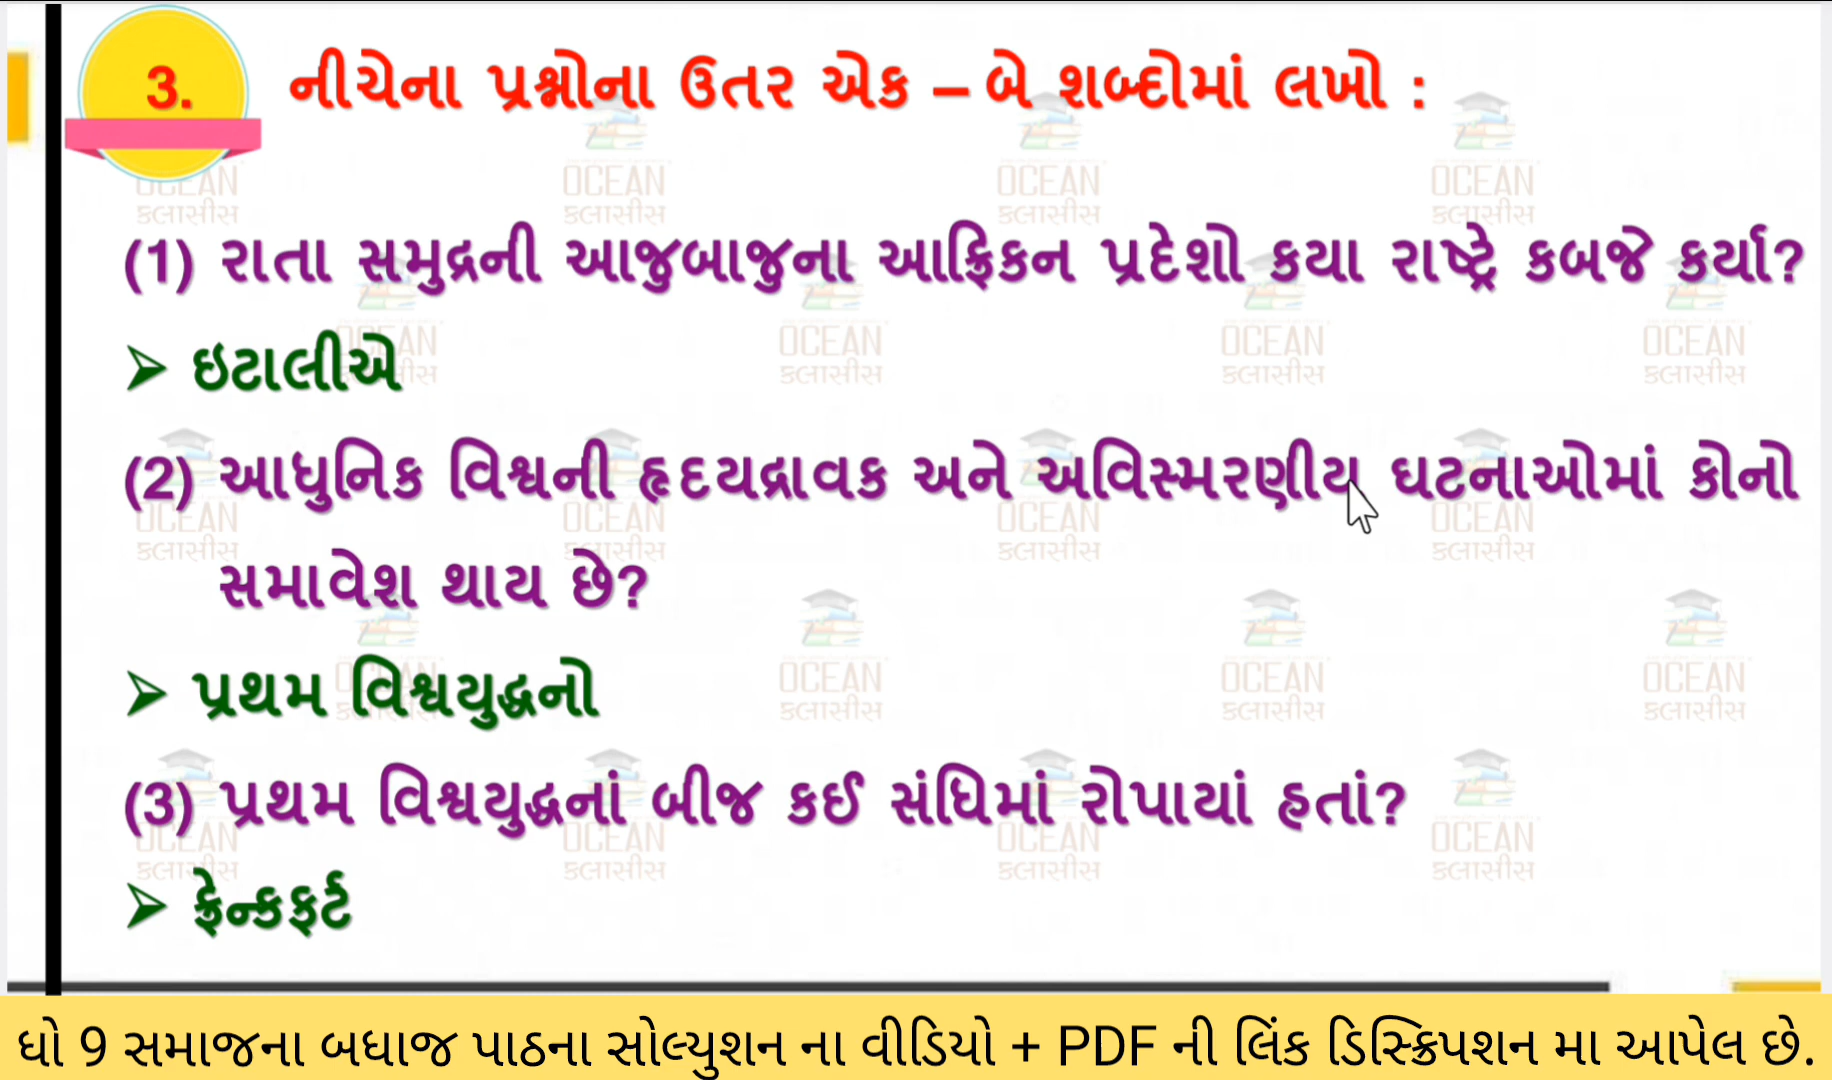 3. નીચેના પ્રશ્નોના ઉતર એક – બે શબ્દોમાં લખો :
(1) રાતા સમુદ્રની આજુબાજુના આફ્રિકન પ્રદેશો કયા રાષ્ટ્રે કબજે કર્યા?
➢ ઇટાલીએ
(2) આધુનિક વિશ્વની હૃદયદ્રાવક અને અવિસ્મરણીય ઘટનાઓમાં કોનો
સમાવેશ થાય છે?
➢ પ્રથમ વિશ્વયુદ્ધનો
(3) પ્રથમ વિશ્વયુદ્ધનાં બીજ કઈ સંધિમાં રોપાયાં હતાં?
➢ ફ્રેન્કફર્ટ
OCEAN
ક્લાસીસ
ધો 9 સમાજના બધાજ પાઠના સોલ્યુશન ના વીડિયો + PDF ની લિંક ડિસ્ક્રિપશન મા આપેલ છે.